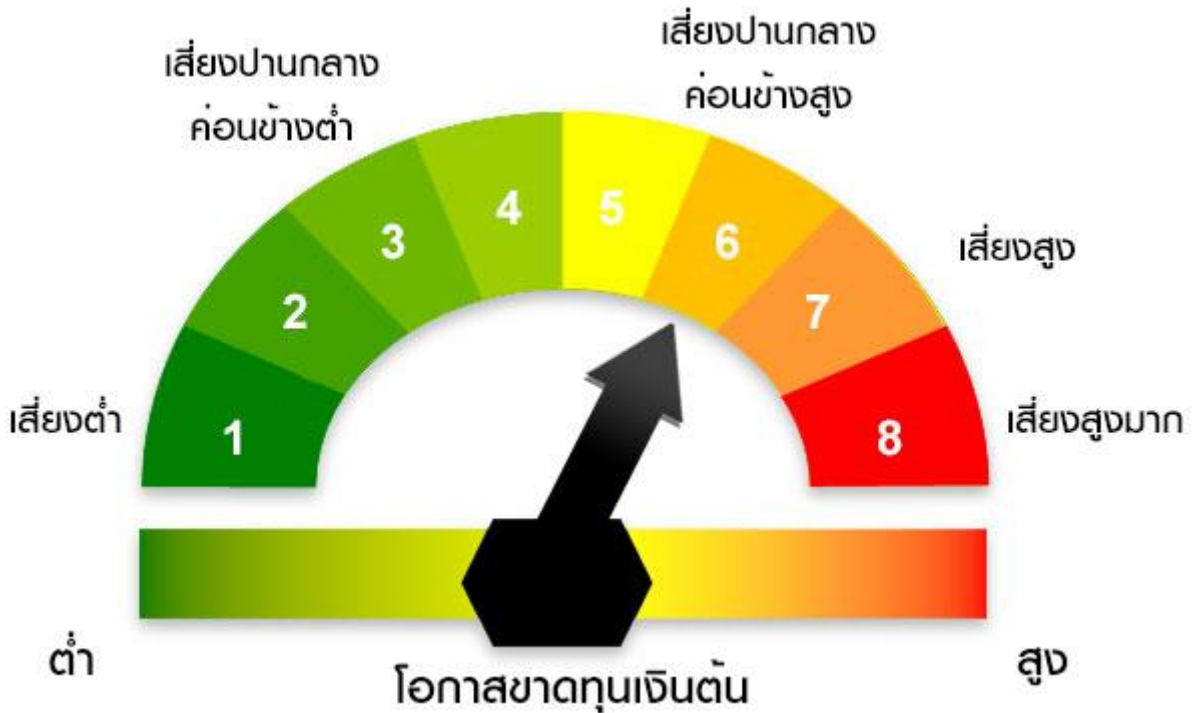 เสี่ยงปานกลาง
ค่อนข้างต่ำ
เสี่ยงปานกลาง
ค่อนข้างสูง
1
2
3
4
5
6
7
8
เสี่ยงต่ำ
เสี่ยงสูง
เสี่ยงสูงมาก
ต่ำ
โอกาสขาดทุนเงินต้น
สูง